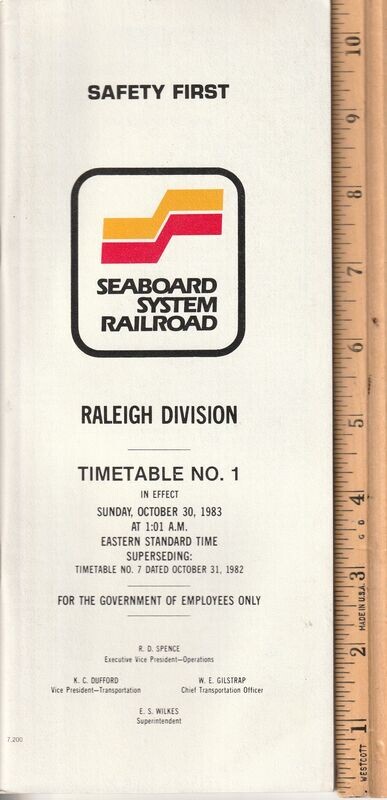 SAFETY FIRST
SEABOARD
SYSTEM
RAILROAD
RALEIGH DIVISION
TIMETABLE NO. 1
IN EFFECT
SUNDAY, OCTOBER 30, 1983
AT 1:01 A.M.
EASTERN STANDARD TIME
SUPERSEDING:
TIMETABLE NO. 7 DATED OCTOBER 31, 1982
FOR THE GOVERNMENT OF EMPLOYEES ONLY
R. D. SPENCE
Executive Vice President—Operations
K. C. DUFFORD
Vice President—Transportation
W. E. GILSTRAP
Chief Transportation Officer
E. S. WILKES
Superintendent
7,200
10
9
8
7
6
5
4
3
2
1
MADE IN U.S.A.
WESTCOTT